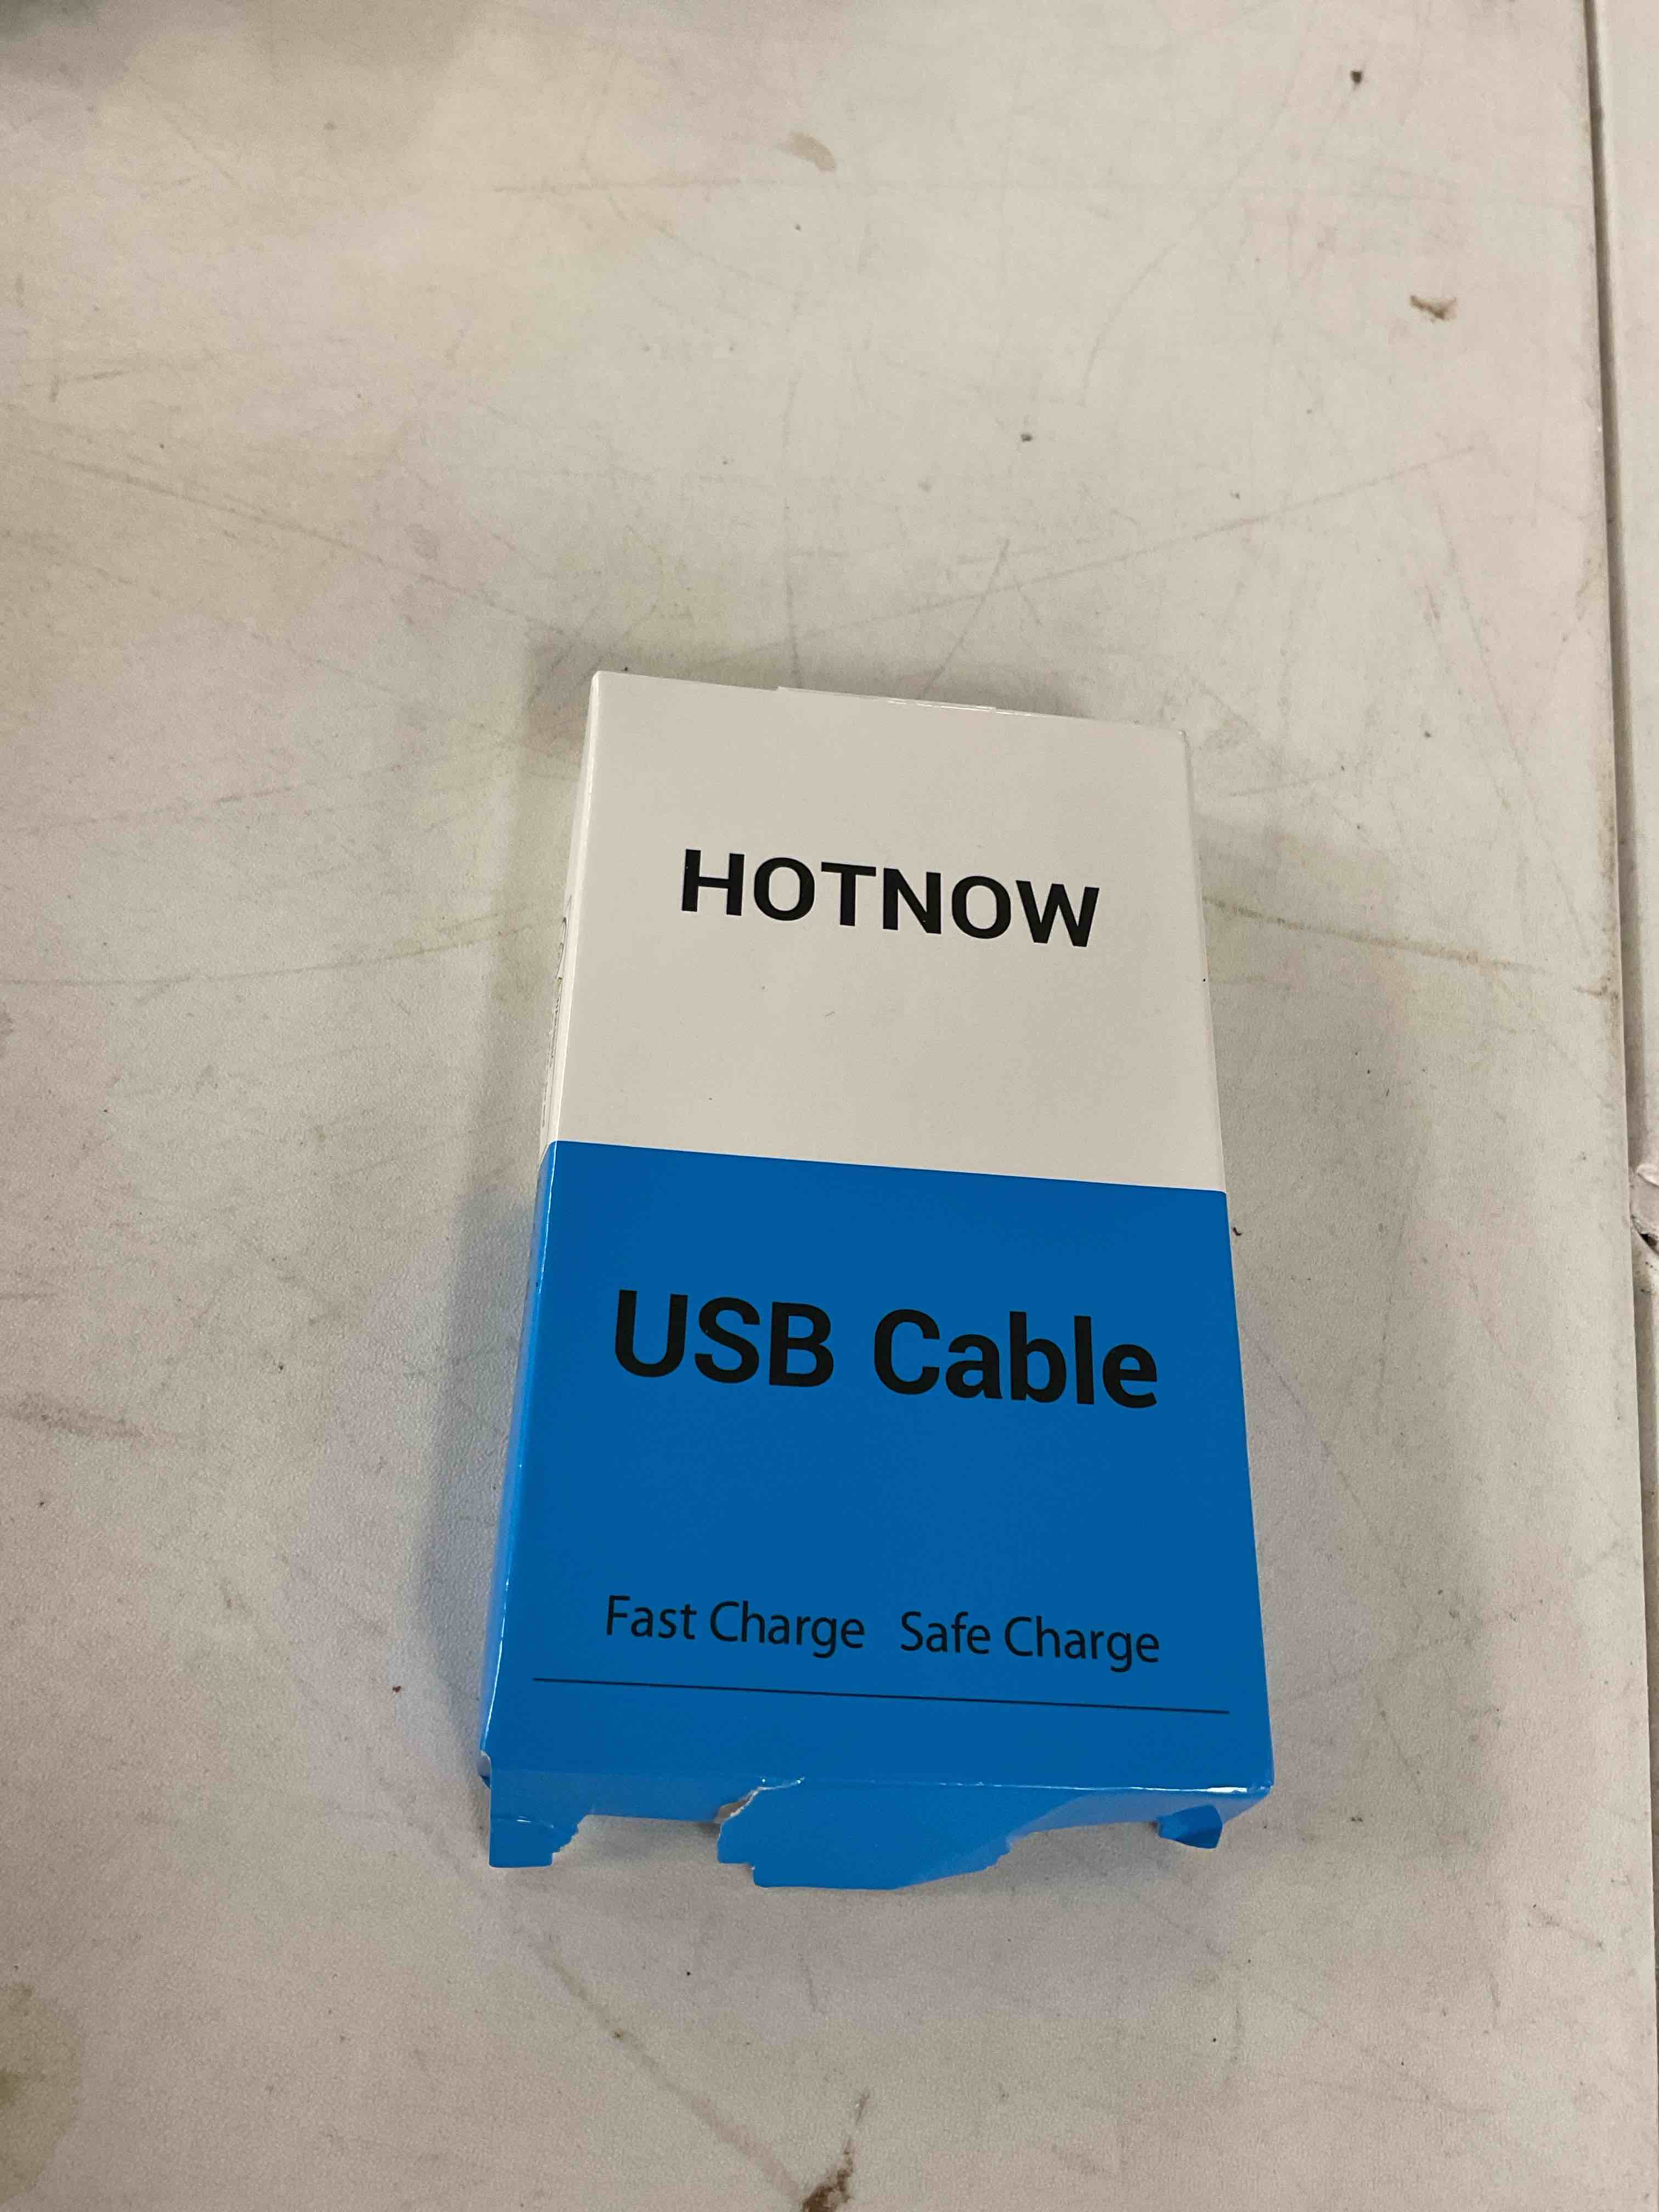 HOTNOW
USB Cable
Fast Charge Safe Charge